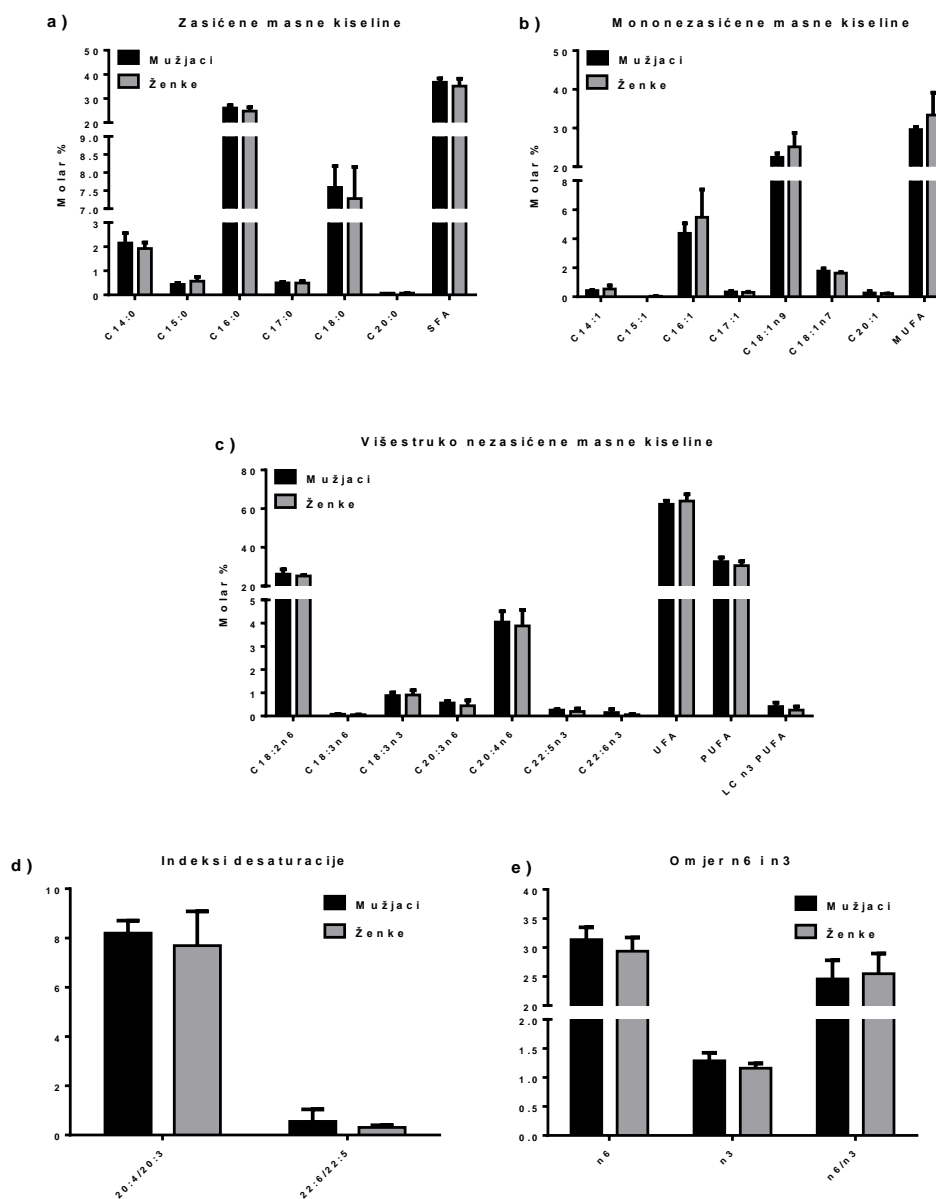 a) Zasićene masne kiseline
50
40
30
20
9.0
8.5
8.0
7.5
7.0
3
2
1
0
Molar %
Mužjaci
Ženke
C14:0
C15:0
C16:0
C17:0
C18:0
C20:0
SFA
b) Mononezasićene masne kiseline
50
40
30
20
8
6
4
2
0
Molar %
Mužjaci
Ženke
C14:1
C15:1
C16:1
C17:1
C18:1n9
C18:1n7
C20:1
MUFA
c) Višestruko nezasićene masne kiseline
80
60
40
20
5
4
3
2
1
0
Molar %
Mužjaci
Ženke
C18:2n6
C18:3n6
C18:3n3
C20:3n6
C20:4n6
C22:5n3
C22:6n3
UFA
PUFA
LC n3 PUFA
d) Indeksi desaturacije
10
8
6
4
2
0
Mužjaci
Ženke
20:4/20:3
22:6/22:5
e) Omjer n6 i n3
40
35
30
25
20
2.0
1.5
1.0
0.5
0.0
Mužjaci
Ženke
n6
n3
n6/n3